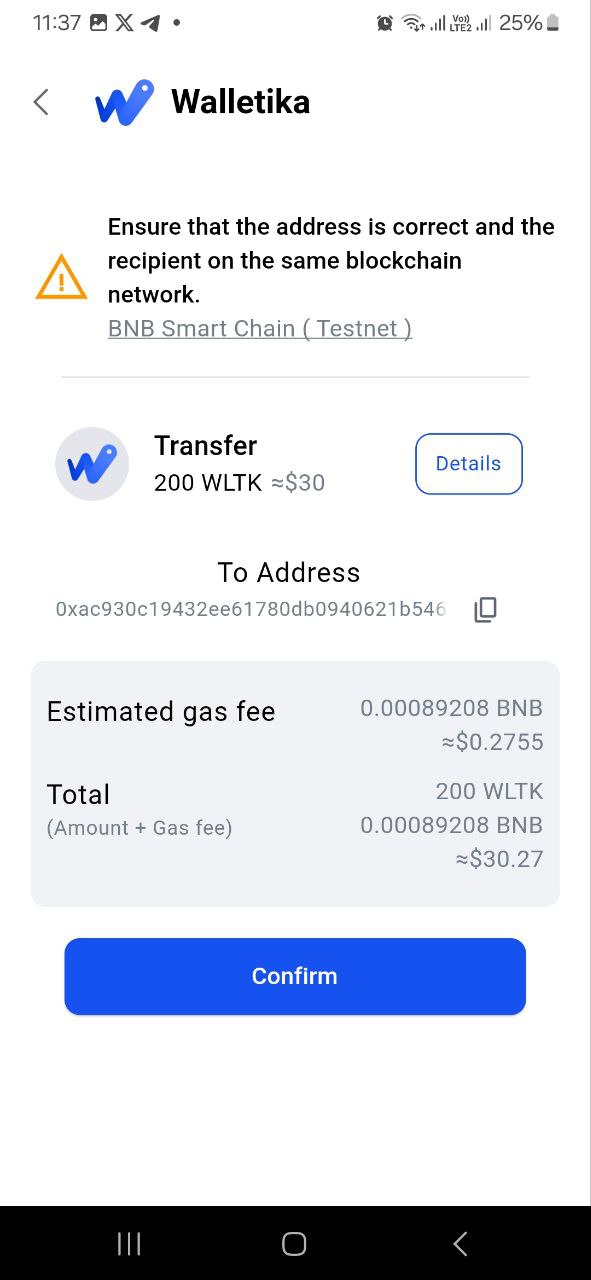 11:37
Vo))
LTE2
25%
Walletika
Ensure that the address is correct and the
recipient on the same blockchain
network.
BNB Smart Chain ( Testnet )
Transfer
200 WLTK ≈$30
Details
To Address
0xac930c19432ee61780db0940621b546
Estimated gas fee
0.00089208 BNB
≈$0.2755
Total
200 WLTK
(Amount + Gas fee)
0.00089208 BNB
≈$30.27
Confirm